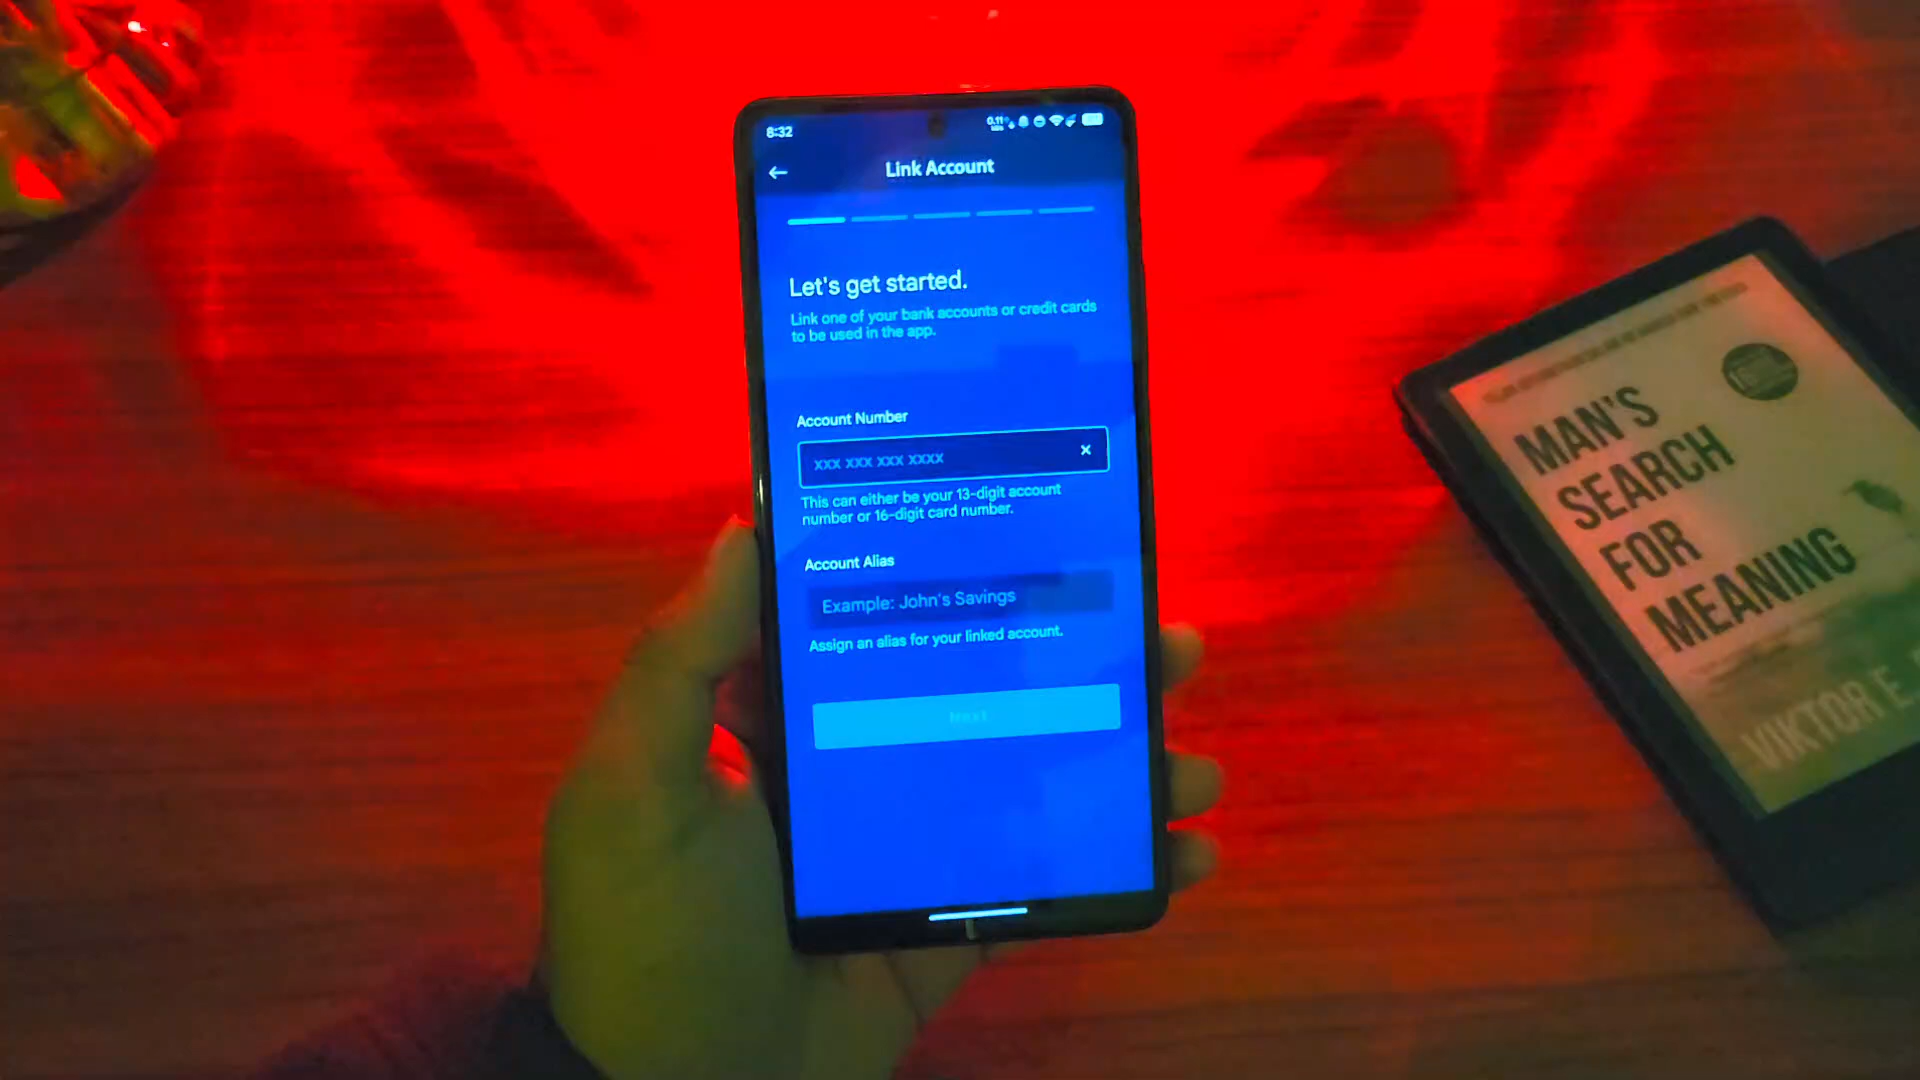 8:32
Link Account
Let's get started.
Link one of your bank accounts or credit cards
to be used in the app.
Account Number
xxx xxx xxx xxxx
This can either be your 13-digit account
number or 16-digit card number.
Account Alias
Example: John's Savings
Assign an alias for your linked account.
Next
MAN'S
SEARCH
FOR
MEANING
VIKTOR E.